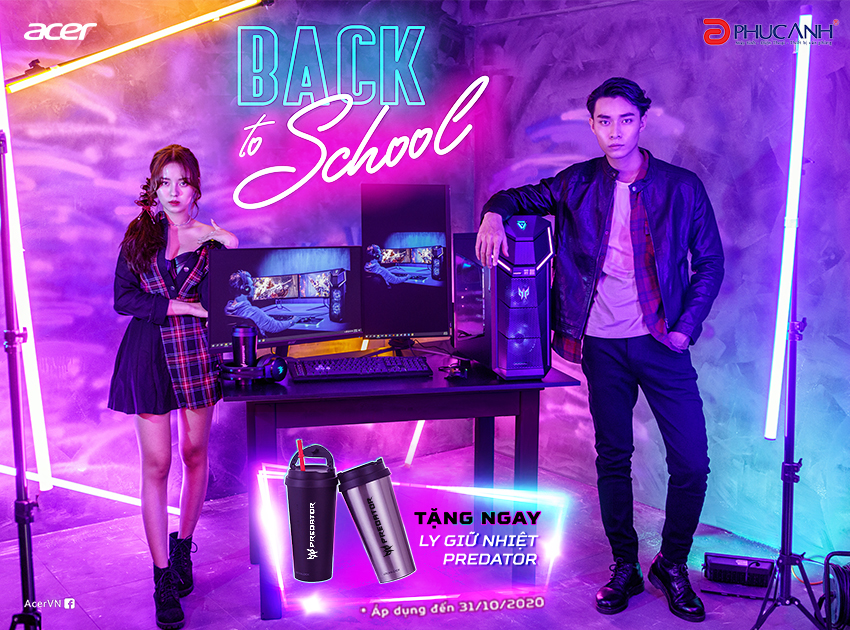 acer
PHUCANH
BACK
to School
PREDATOR
PREDATOR
TẶNG NGAY
LY GIỮ NHIỆT
PREDATOR
* Áp dụng đến 31/10/2020
AcerVN